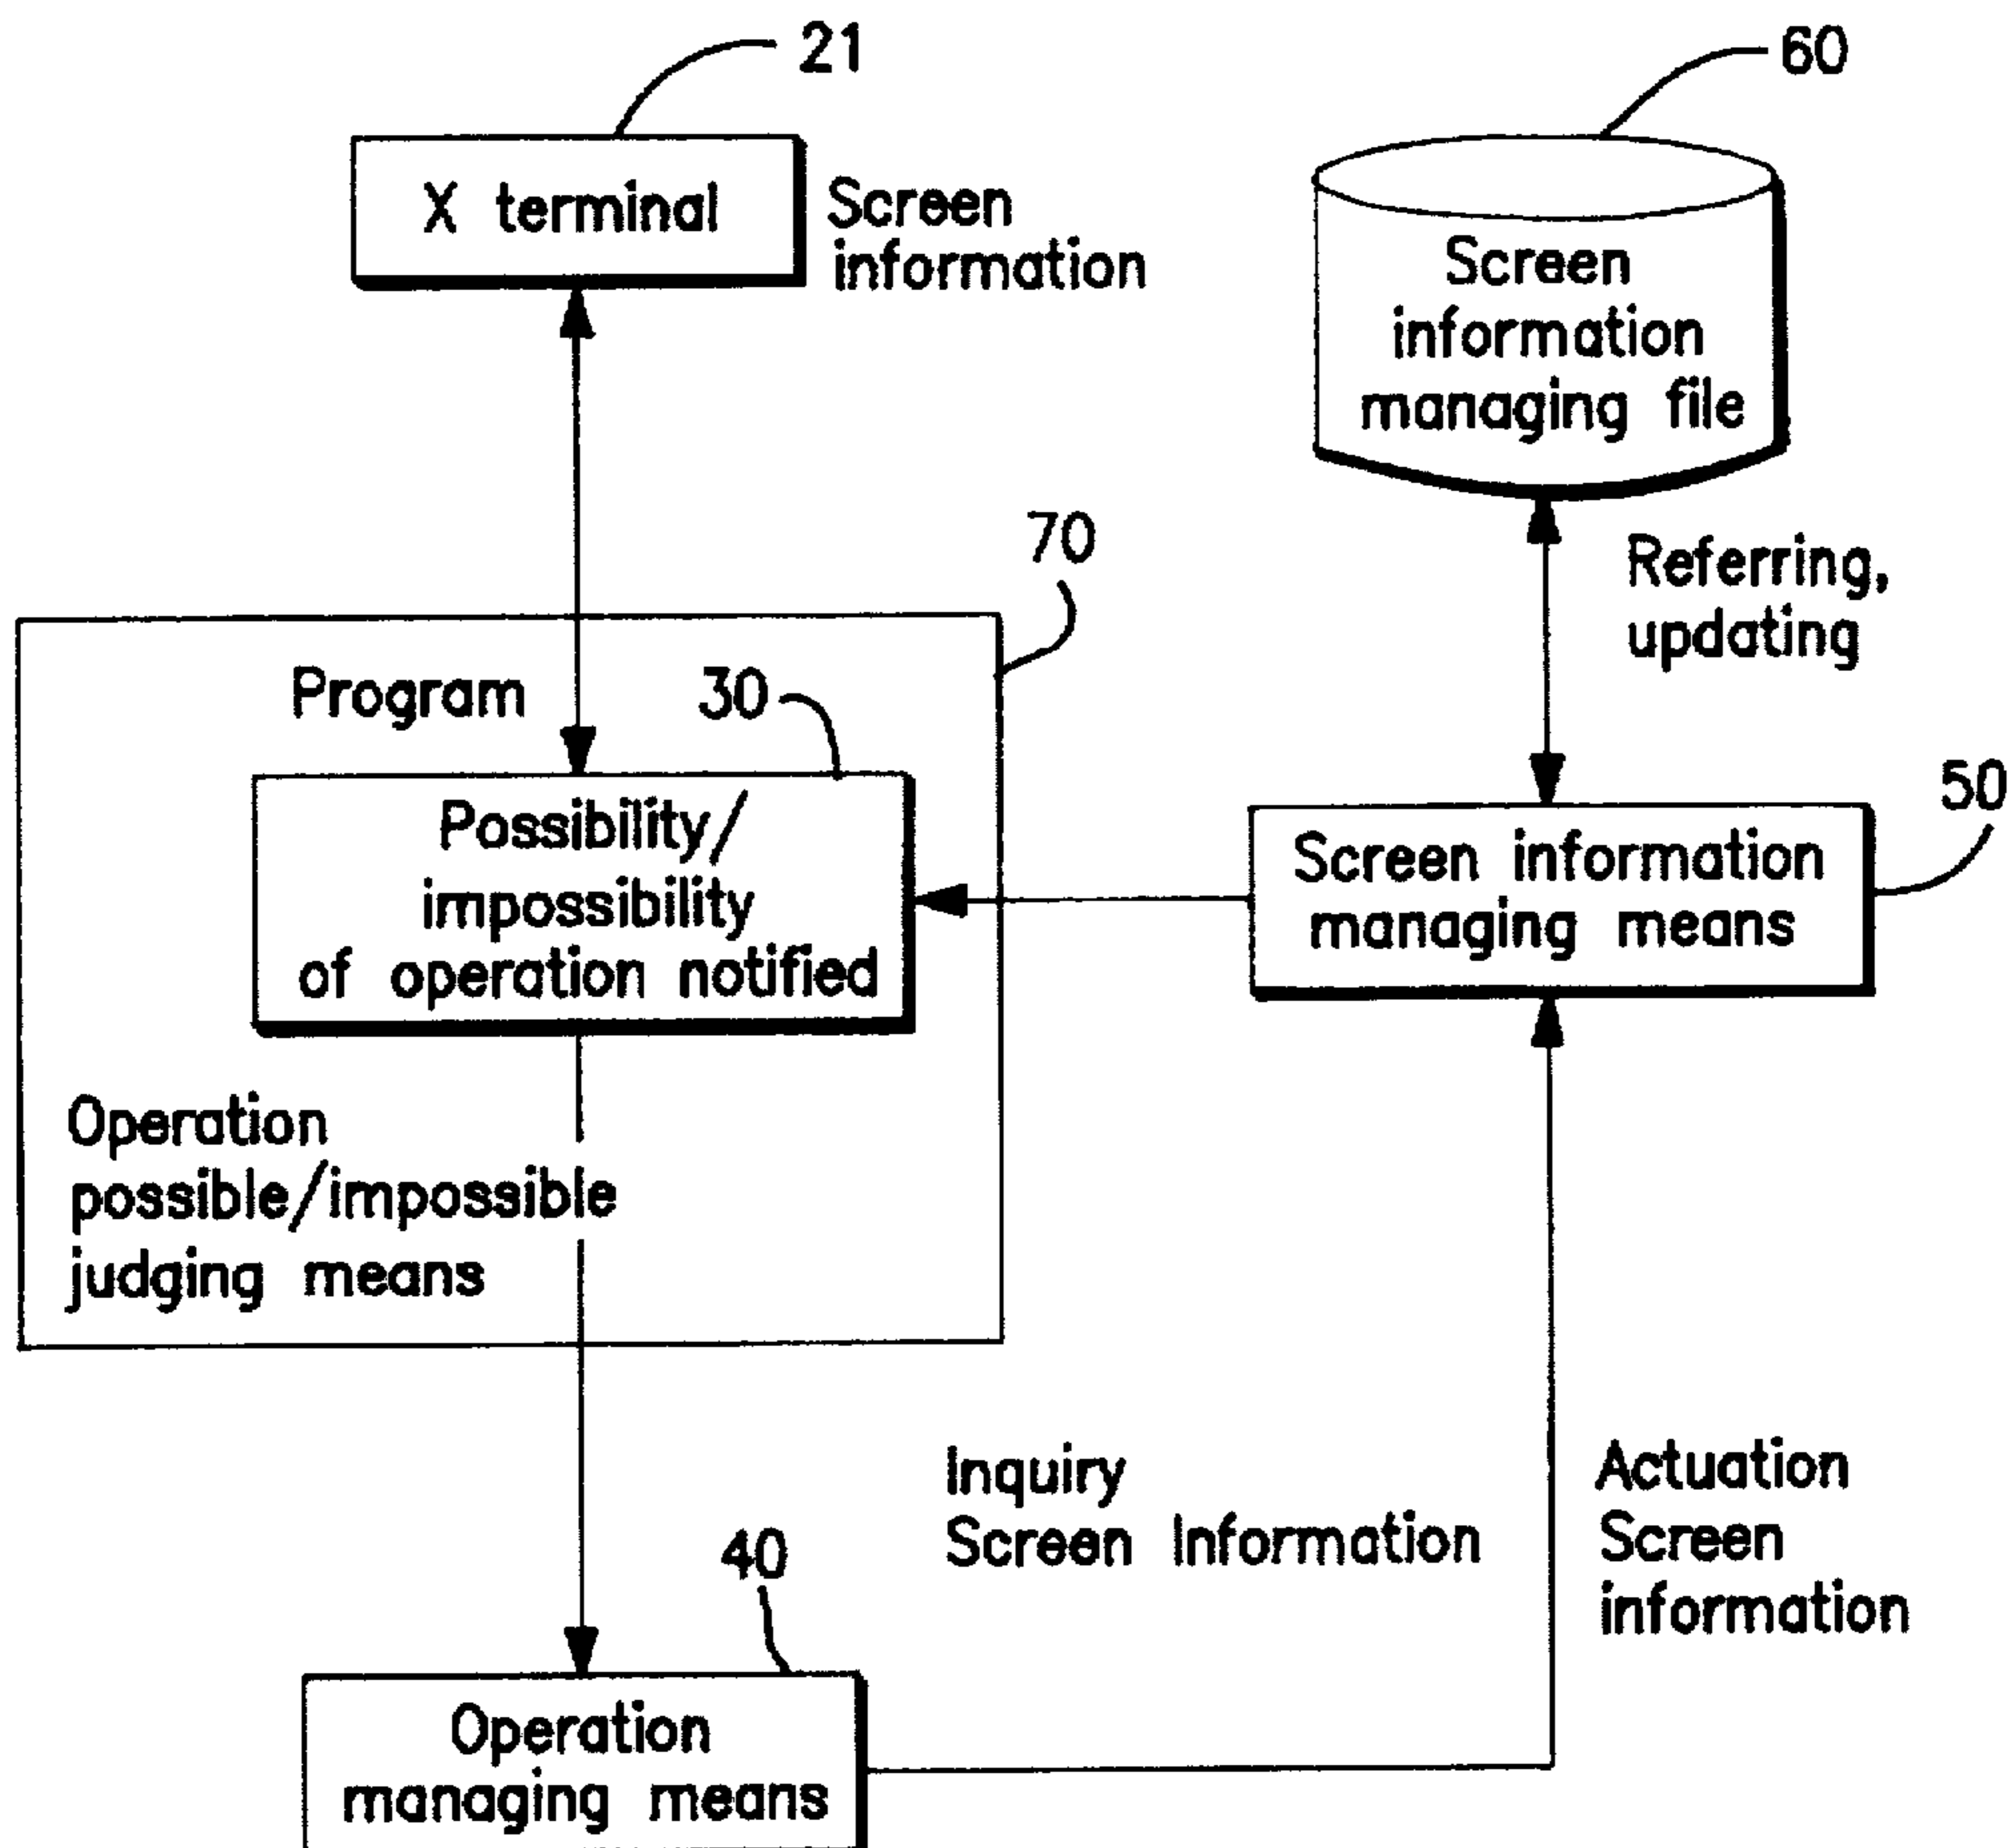 21
60
X terminal
Screen
information
Screen
information
managing file
70
Referring,
updating
Program
30
50
Possibility/
impossibility
of operation notified
Screen information
managing means
Operation
possible/impossible
judging means
Inquiry
Screen Information
Actuation
Screen
information
40
Operation
managing means